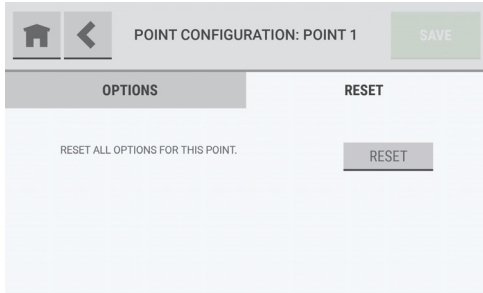 POINT CONFIGURATION: POINT 1
SAVE
OPTIONS
RESET
RESET ALL OPTIONS FOR THIS POINT.
RESET